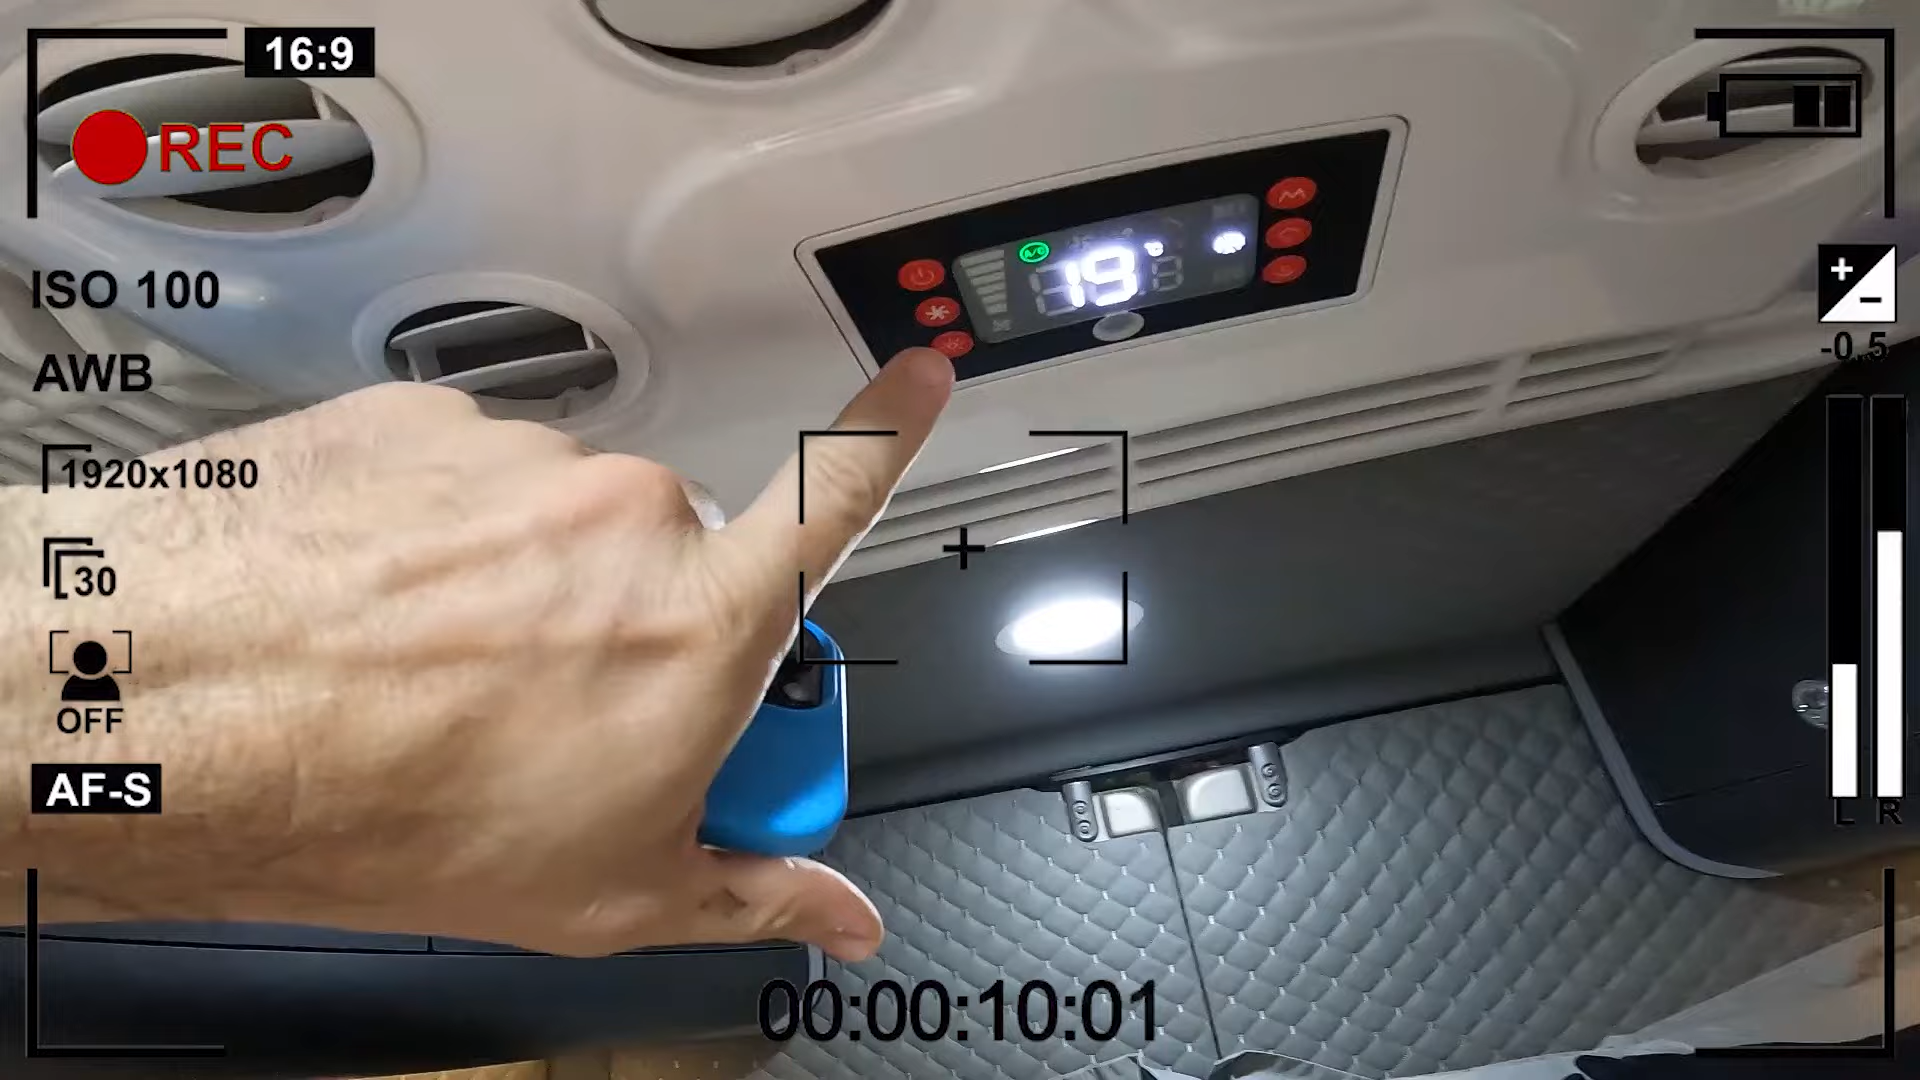 16:9
REC
ISO 100
AWB
-0.5
1920x1080
30
OFF
AF-S
L R
00:00:10:01
A/C
19 °C